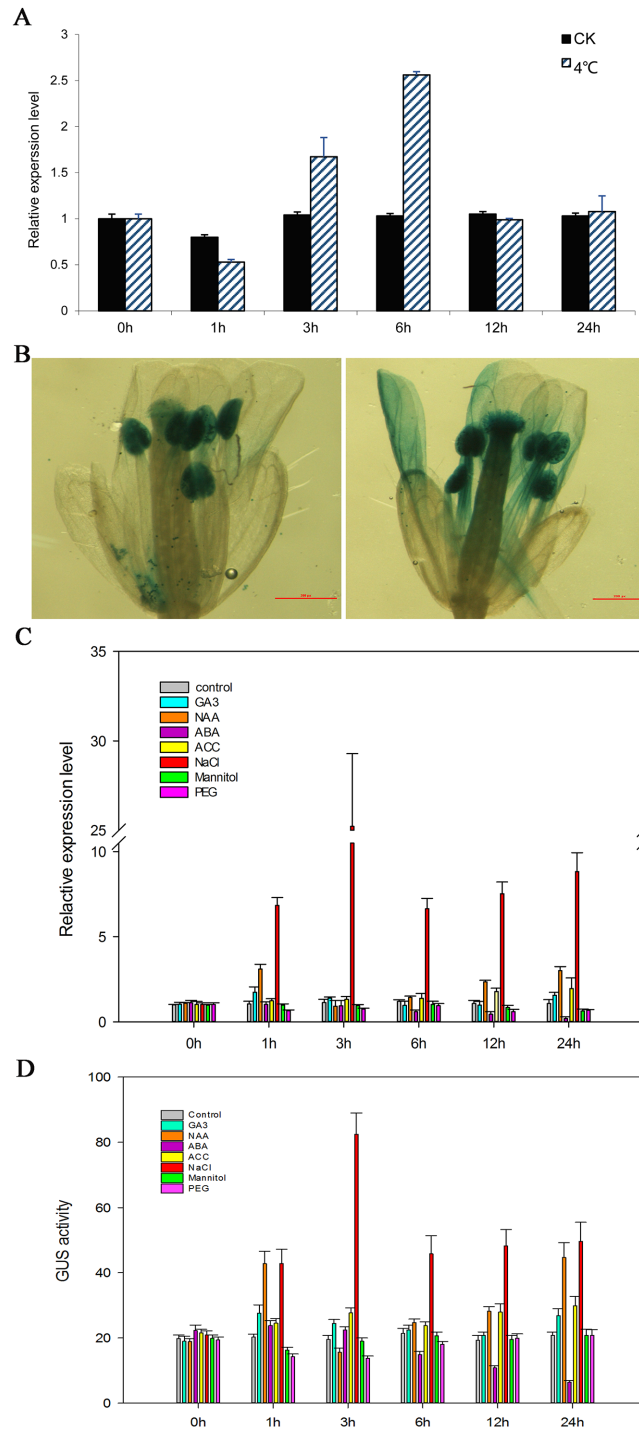 A
3
2.5
2
1.5
1
0.5
0
Relative experssion level
CK
4℃
0h 1h 3h 6h 12h 24h
B
C
35
30
25
10
5
0
Relactive expression level
control
GA3
NAA
ABA
ACC
NaCl
Mannitol
PEG
0h 1h 3h 6h 12h 24h
D
100
80
60
40
20
0
GUS activity
Control
GA3
NAA
ABA
ACC
NaCl
Mannitol
PEG
0h 1h 3h 6h 12h 24h